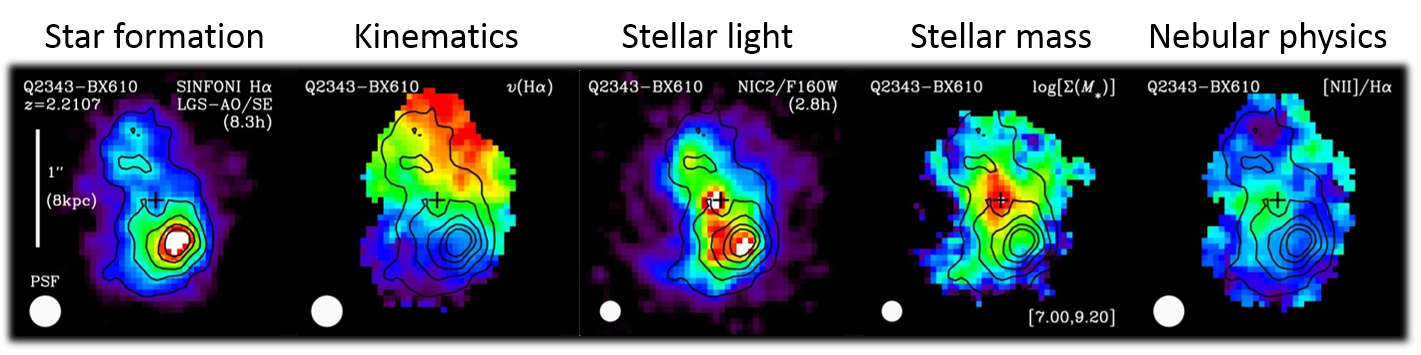 Star formation
Kinematics
Stellar light
Stellar mass
Nebular physics
Q2343-BX610
z=2.2107
SINFONI Hα
LGS-AO/SE
(8.3h)
1"
(8kpc)
PSF
Q2343-BX610
v(Hα)
Q2343-BX610
NIC2/F160W
(2.8h)
Q2343-BX610
log[Σ(M*)]
[7.00,9.20]
Q2343-BX610
[NII]/Hα